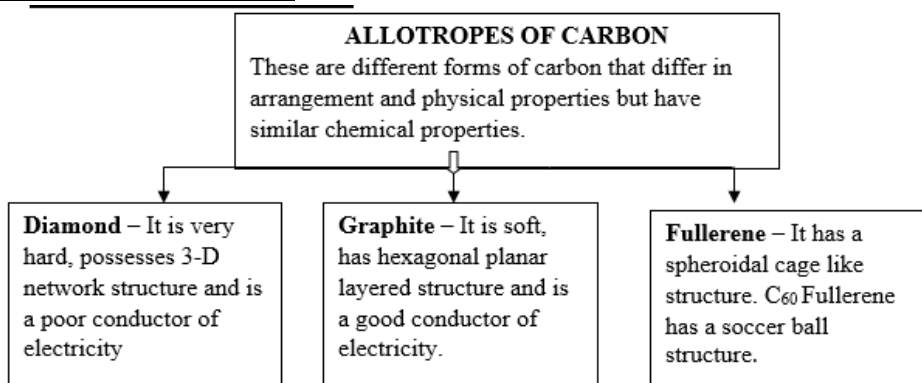 ALLOTROPES OF CARBON
These are different forms of carbon that differ in
arrangement and physical properties but have
similar chemical properties.
Diamond – It is very
hard, possesses 3-D
network structure and is
a poor conductor of
electricity
Graphite – It is soft,
has hexagonal planar
layered structure and is
a good conductor of
electricity.
Fullerene – It has a
spheroidal cage like
structure. C₆₀ Fullerene
has a soccer ball
structure.